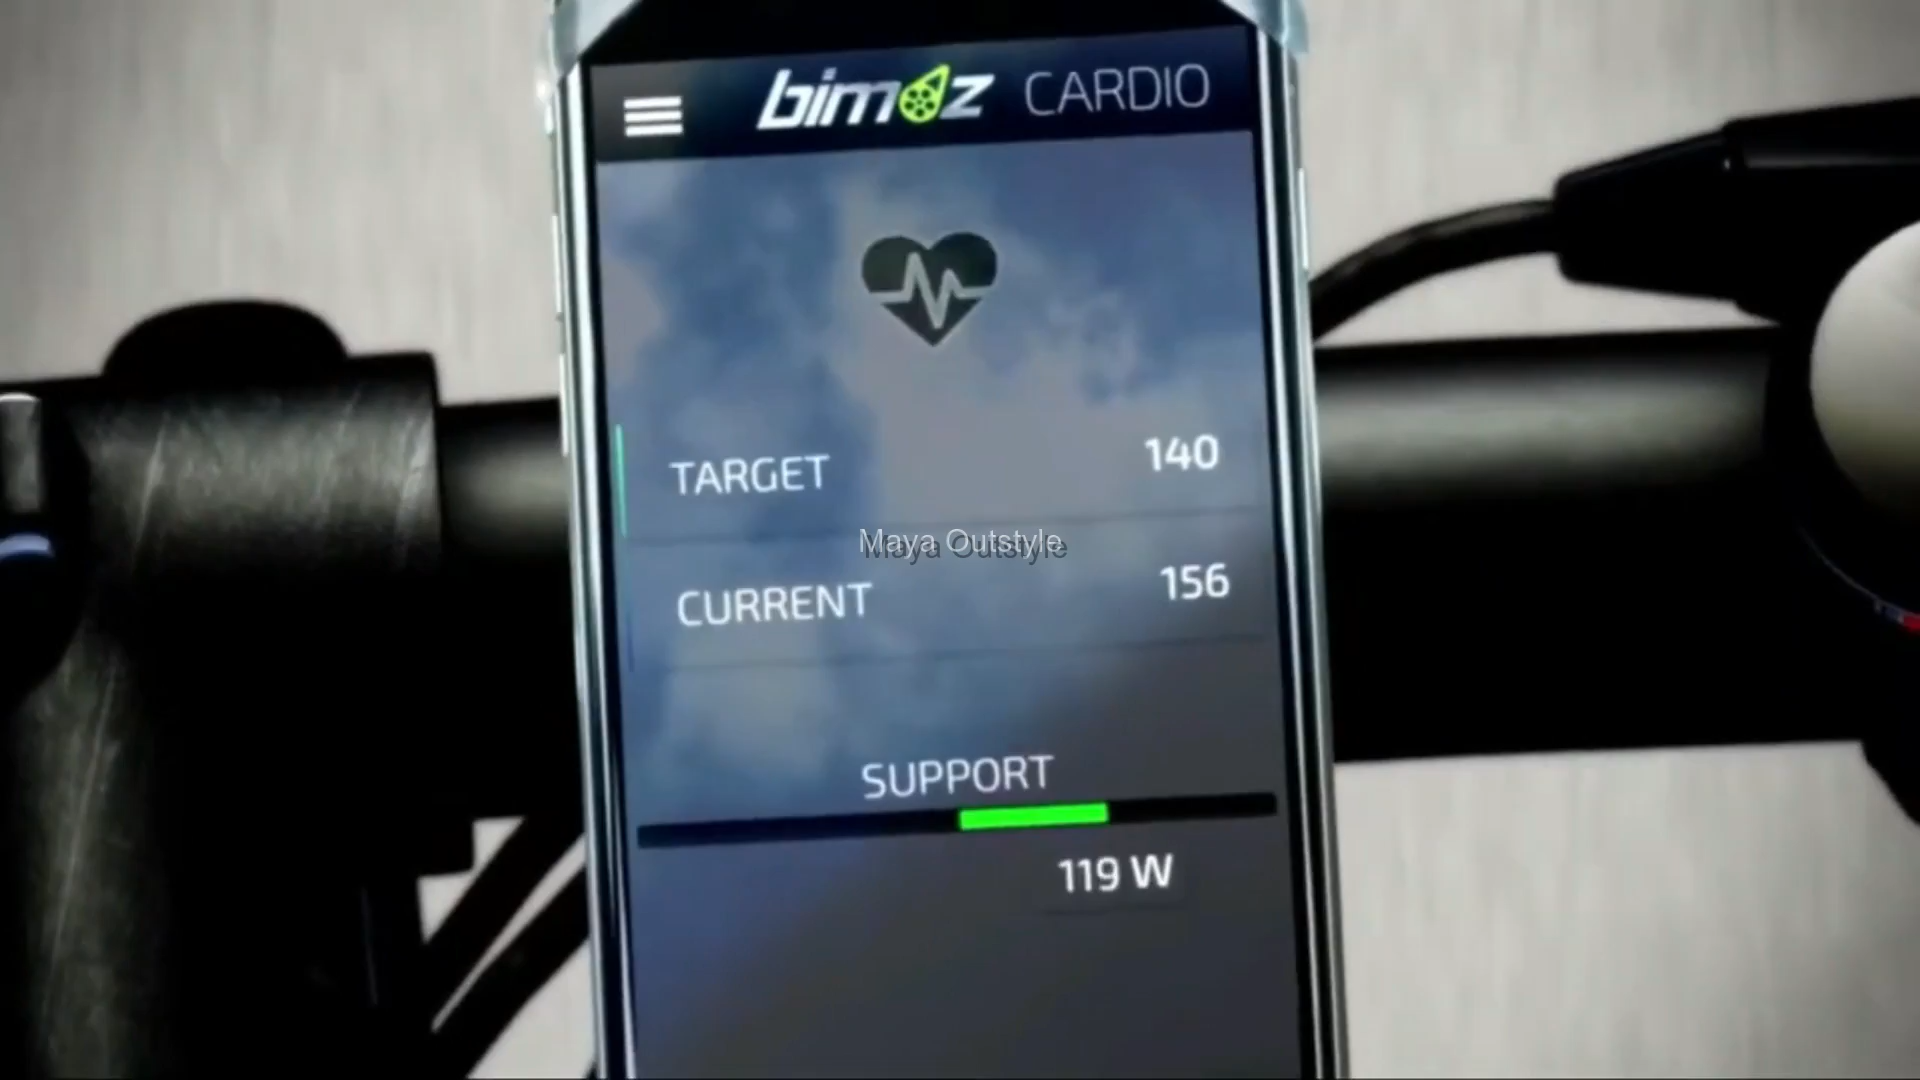 bimoz CARDIO
TARGET 140
Maya Outstyle
CURRENT 156
SUPPORT
119 W